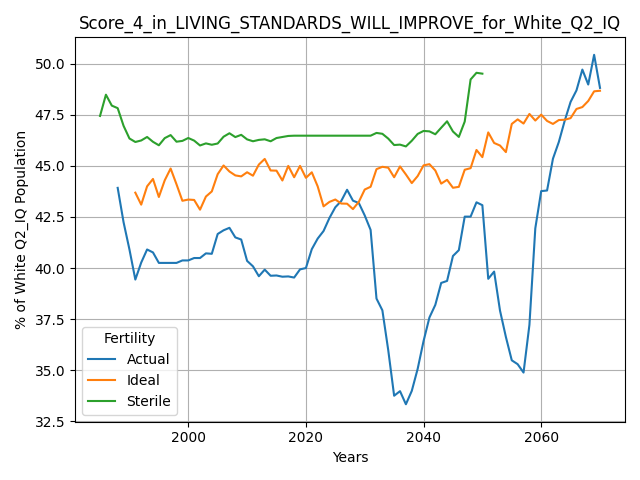 Score_4_in_LIVING_STANDARDS_WILL_IMPROVE_for_White_Q2_IQ
% of White Q2_IQ Population
50.0
47.5
45.0
42.5
40.0
37.5
35.0
32.5
Fertility
Actual
Ideal
Sterile
2000
2020
2040
2060
Years